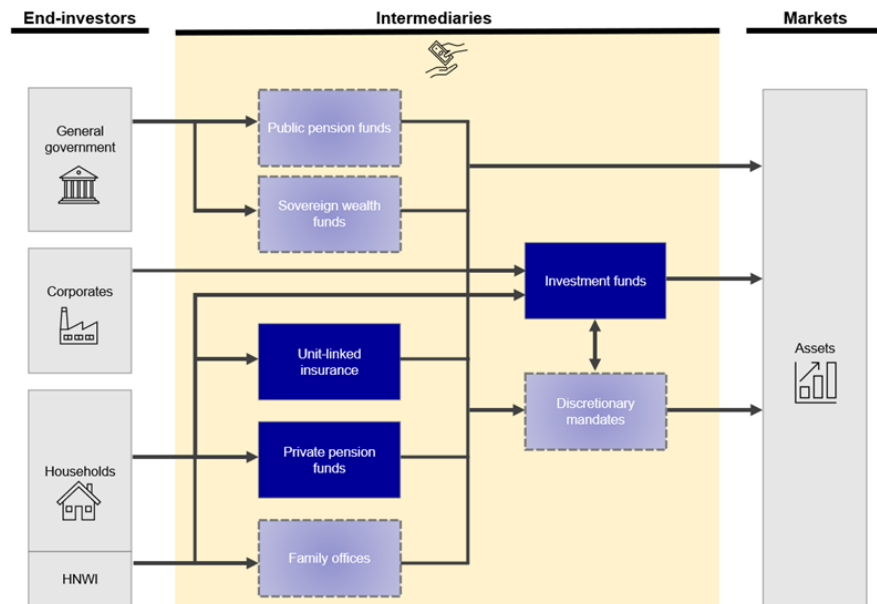 End-investors
Intermediaries
Markets
General
government
Public pension funds
Sovereign wealth
funds
Corporates
Investment funds
Unit-linked
insurance
Assets
Discretionary
mandates
Private pension
funds
Households
Family offices
HNWI